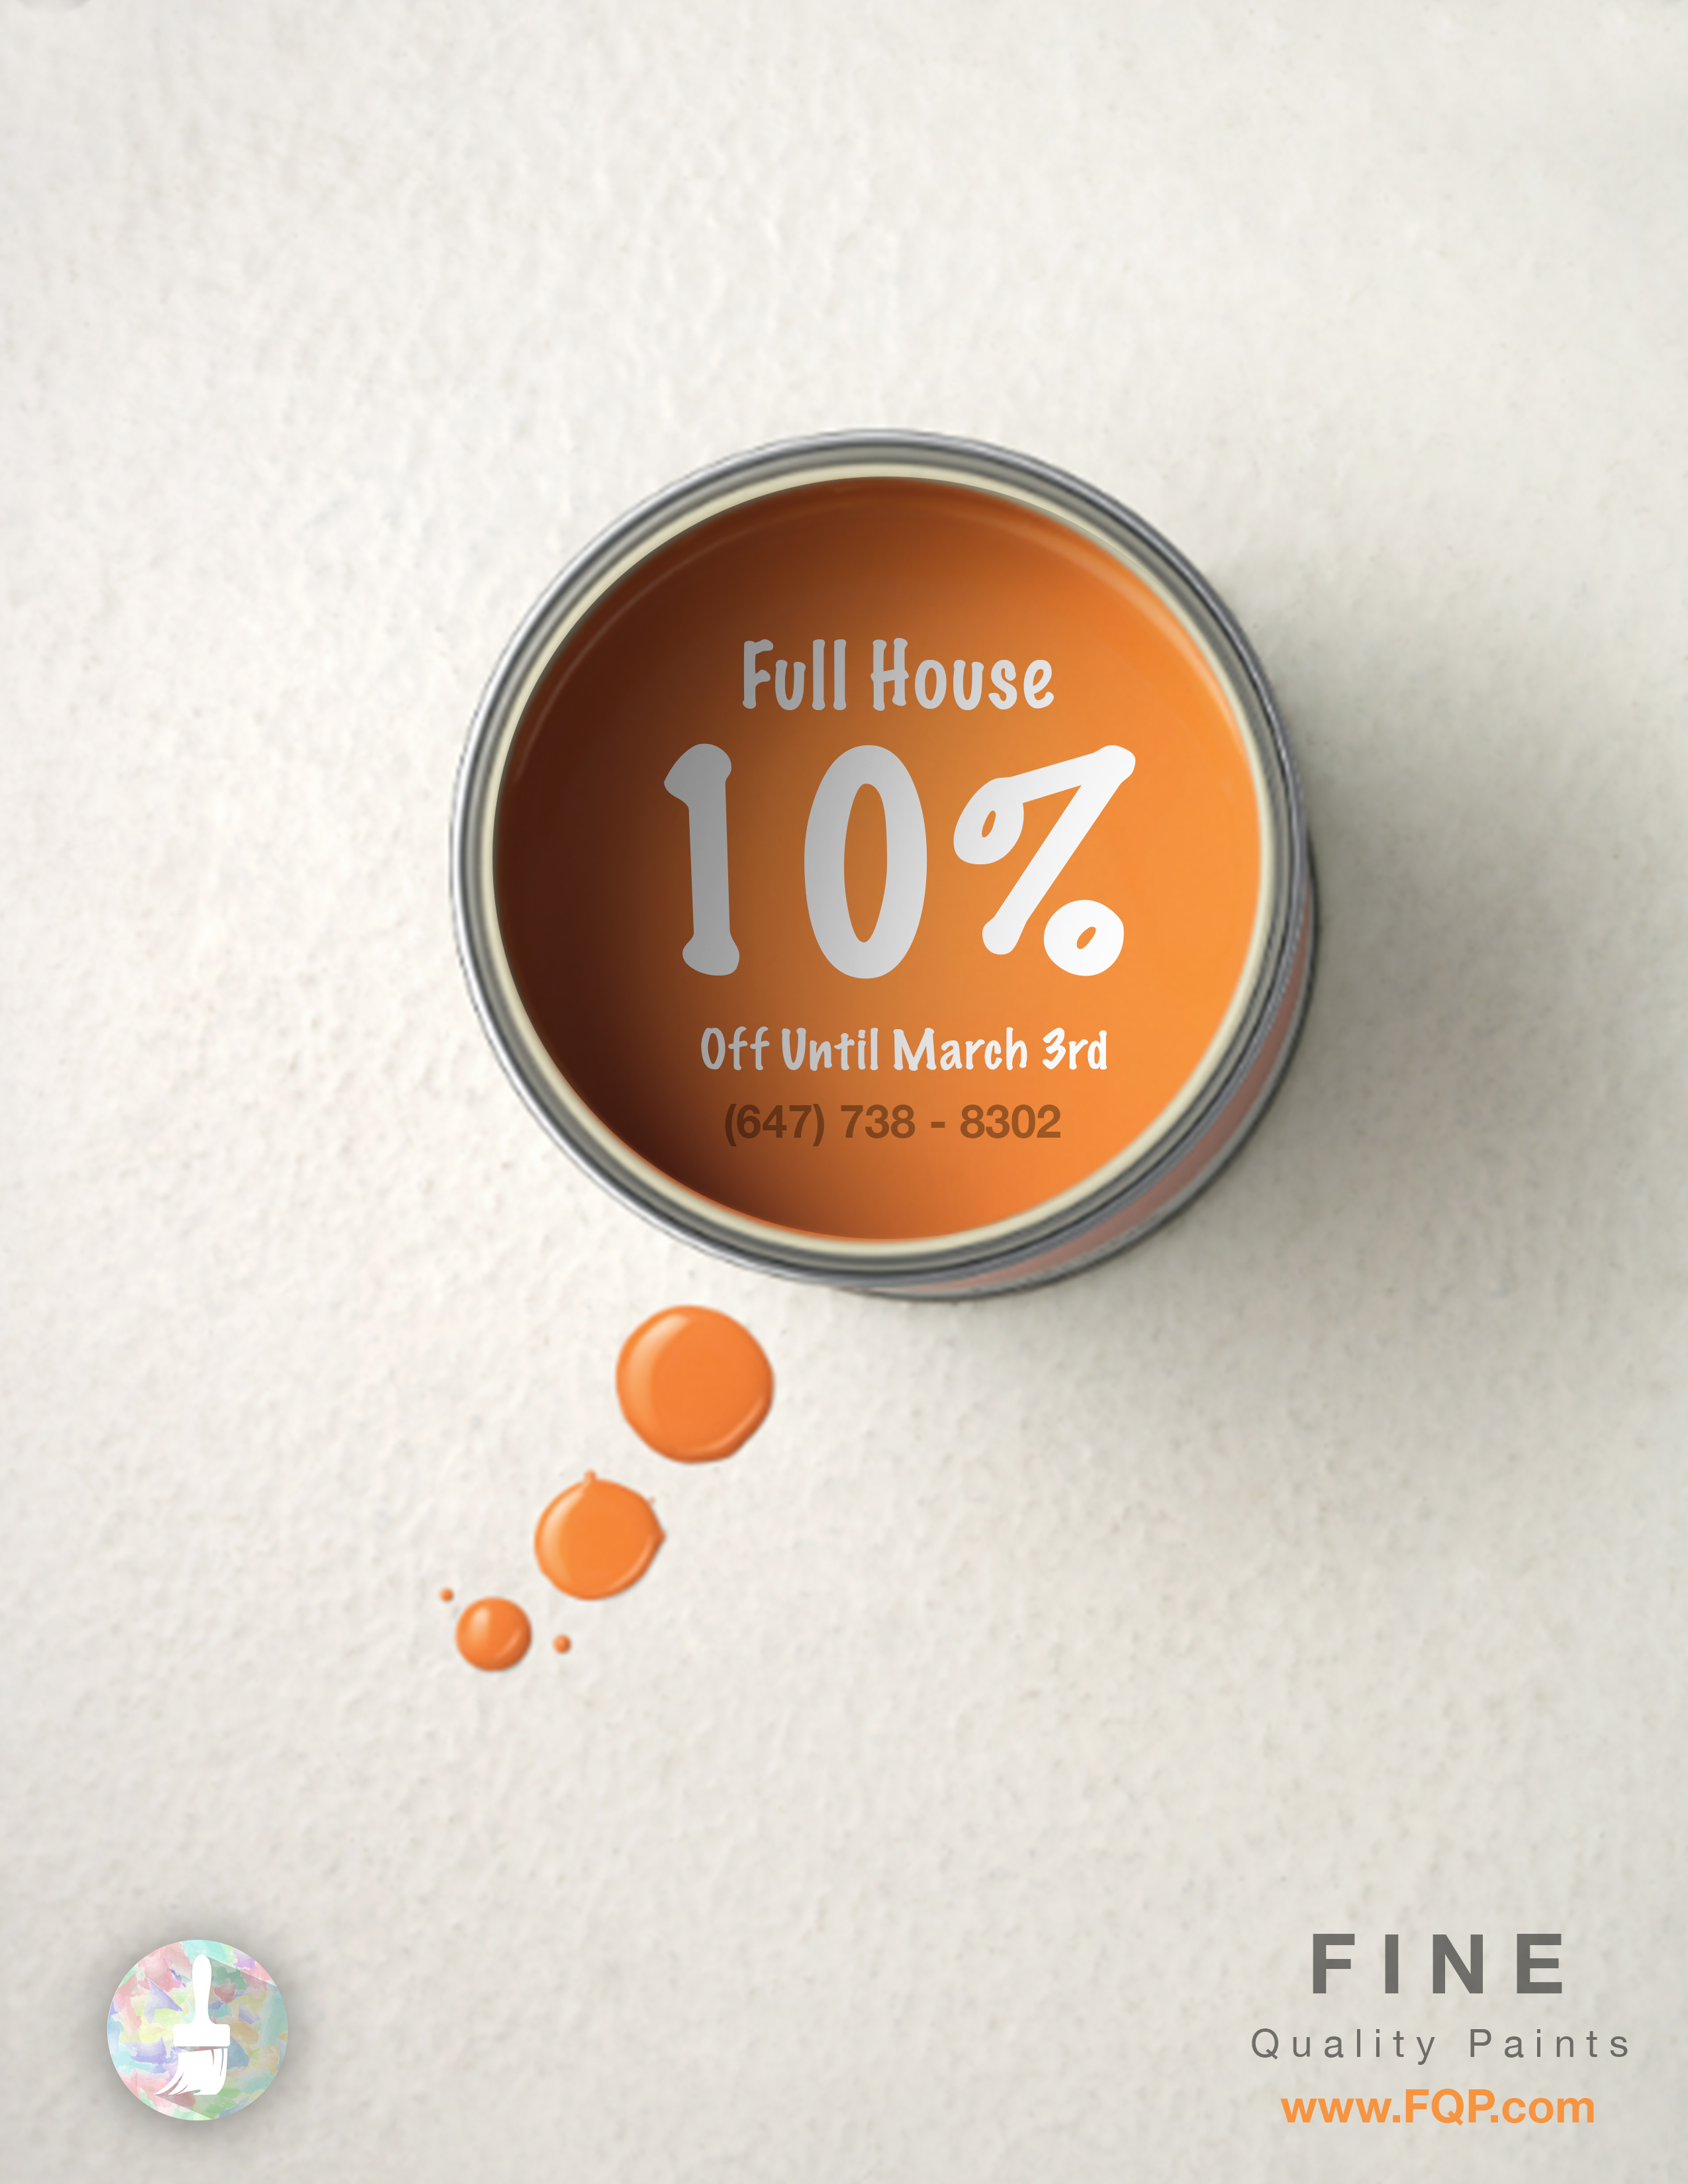 Full House
10%
Off Until March 3rd
(647) 738 - 8302
FINE
Quality Paints
www.FQP.com